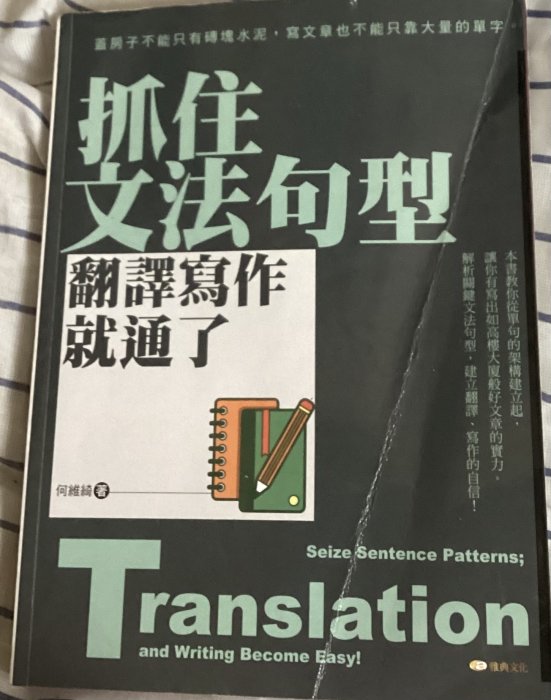 蓋房子不能只有磚塊水泥，寫文章也不能只靠大量的單字。
抓住
文法句型
翻譯寫作
就通了
本書教你從單句的架構建立起，
讓你有寫出如高樓大廈般好文章的實力。
解析關鍵文法句型，建立翻譯、寫作的自信！
何維綺 著
Seize Sentence Patterns;
Translation
and Writing Become Easy!
雅典文化